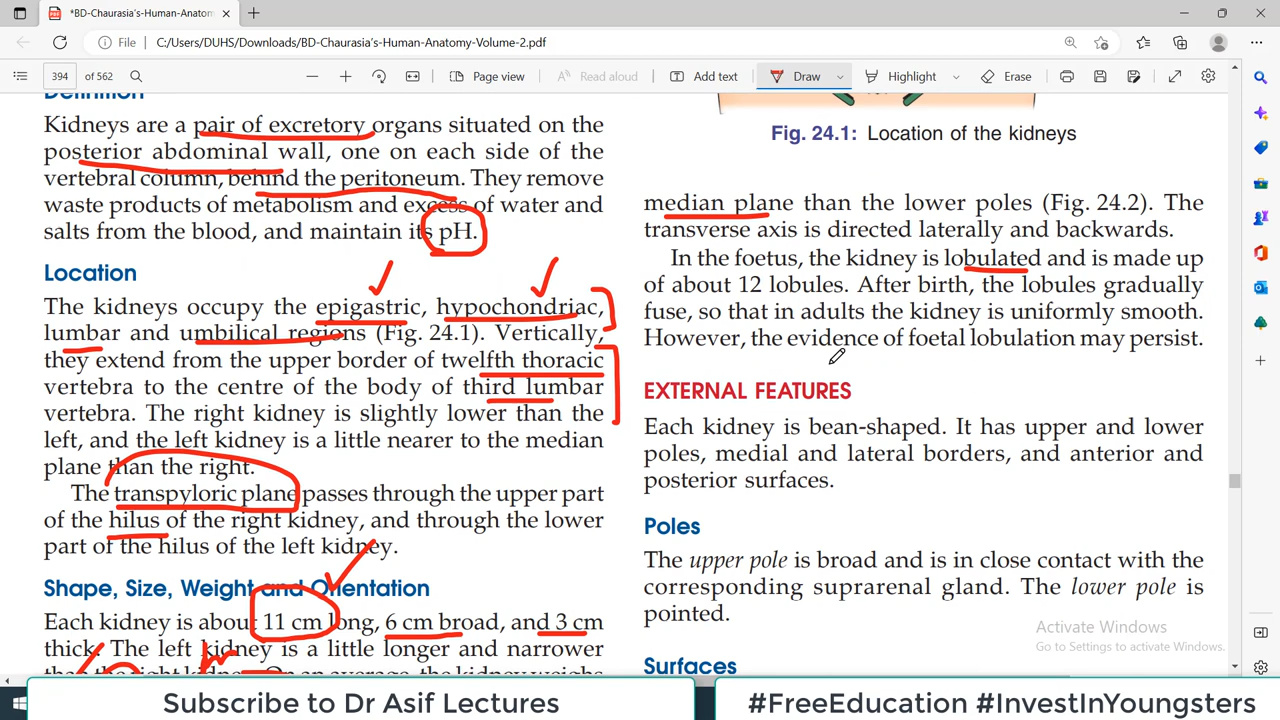 *BD-Chaurasia's-Human-Anatom
File
C:/Users/DUHS/Downloads/BD-Chaurasia's-Human-Anatomy-Volume-2.pdf
394 of 562
Page view
Read aloud
Add text
Draw
Highlight
Erase
Definition
Kidneys are a pair of excretory organs situated on the
posterior abdominal wall, one on each side of the
vertebral column, behind the peritoneum. They remove
waste products of metabolism and excess of water and
salts from the blood, and maintain its pH.
Location
The kidneys occupy the epigastric, hypochondriac,
lumbar and umbilical regions (Fig. 24.1). Vertically,
they extend from the upper border of twelfth thoracic
vertebra to the centre of the body of third lumbar
vertebra. The right kidney is slightly lower than the
left, and the left kidney is a little nearer to the median
plane than the right.
The transpyloric plane passes through the upper part
of the hilus of the right kidney, and through the lower
part of the hilus of the left kidney.
Shape, Size, Weight and Orientation
Each kidney is about 11 cm long, 6 cm broad, and 3 cm
thick. The left kidney is a little longer and narrower
than the right kidney. On an average, the kidney weighs
Fig. 24.1: Location of the kidneys
median plane than the lower poles (Fig. 24.2). The
transverse axis is directed laterally and backwards.
In the foetus, the kidney is lobulated and is made up
of about 12 lobules. After birth, the lobules gradually
fuse, so that in adults the kidney is uniformly smooth.
However, the evidence of foetal lobulation may persist.
EXTERNAL FEATURES
Each kidney is bean-shaped. It has upper and lower
poles, medial and lateral borders, and anterior and
posterior surfaces.
Poles
The upper pole is broad and is in close contact with the
corresponding suprarenal gland. The lower pole is
pointed.
Surfaces
Activate Windows
Go to Settings to activate Windows.
Subscribe to Dr Asif Lectures
#FreeEducation #InvestInYoungsters